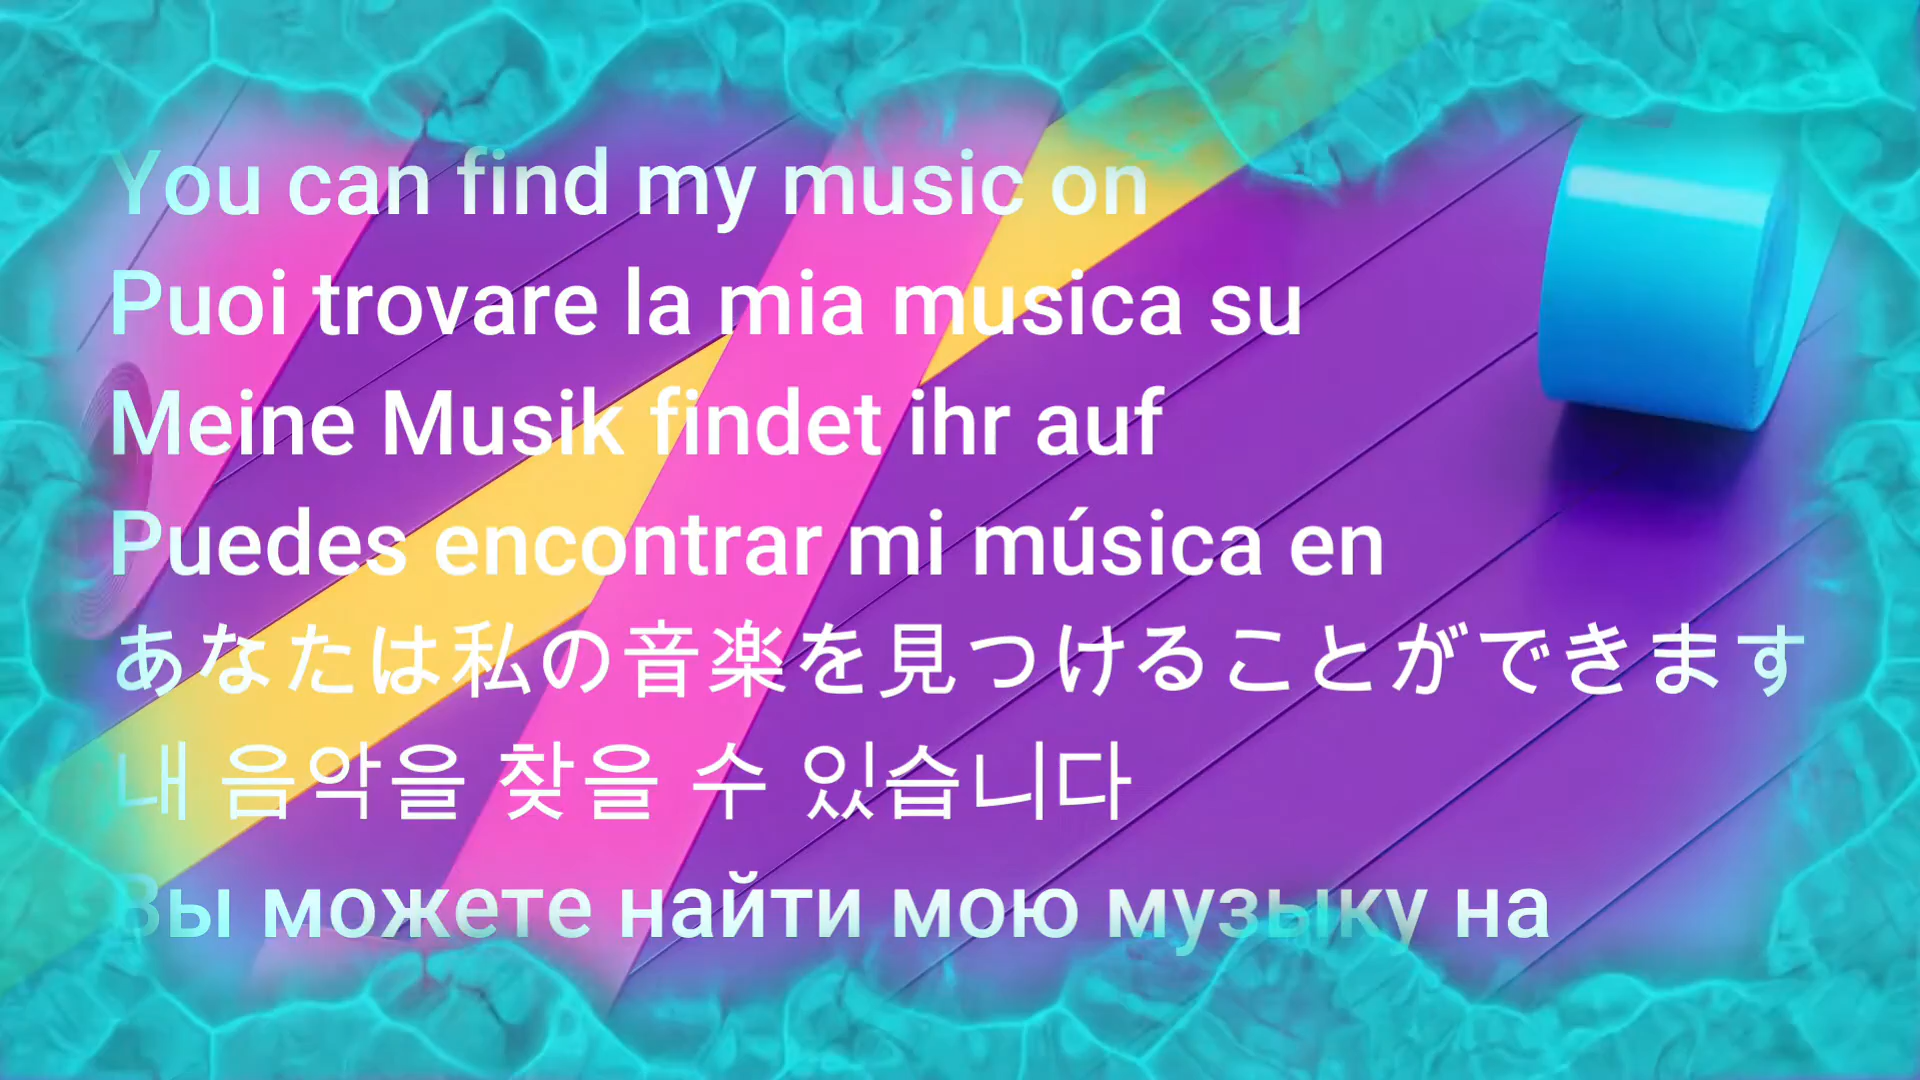 You can find my music on
Puoi trovare la mia musica su
Meine Musik findet ihr auf
Puedes encontrar mi música en
あなたは私の音楽を見つけることができます
내 음악을 찾을 수 있습니다
Вы можете найти мою музыку на